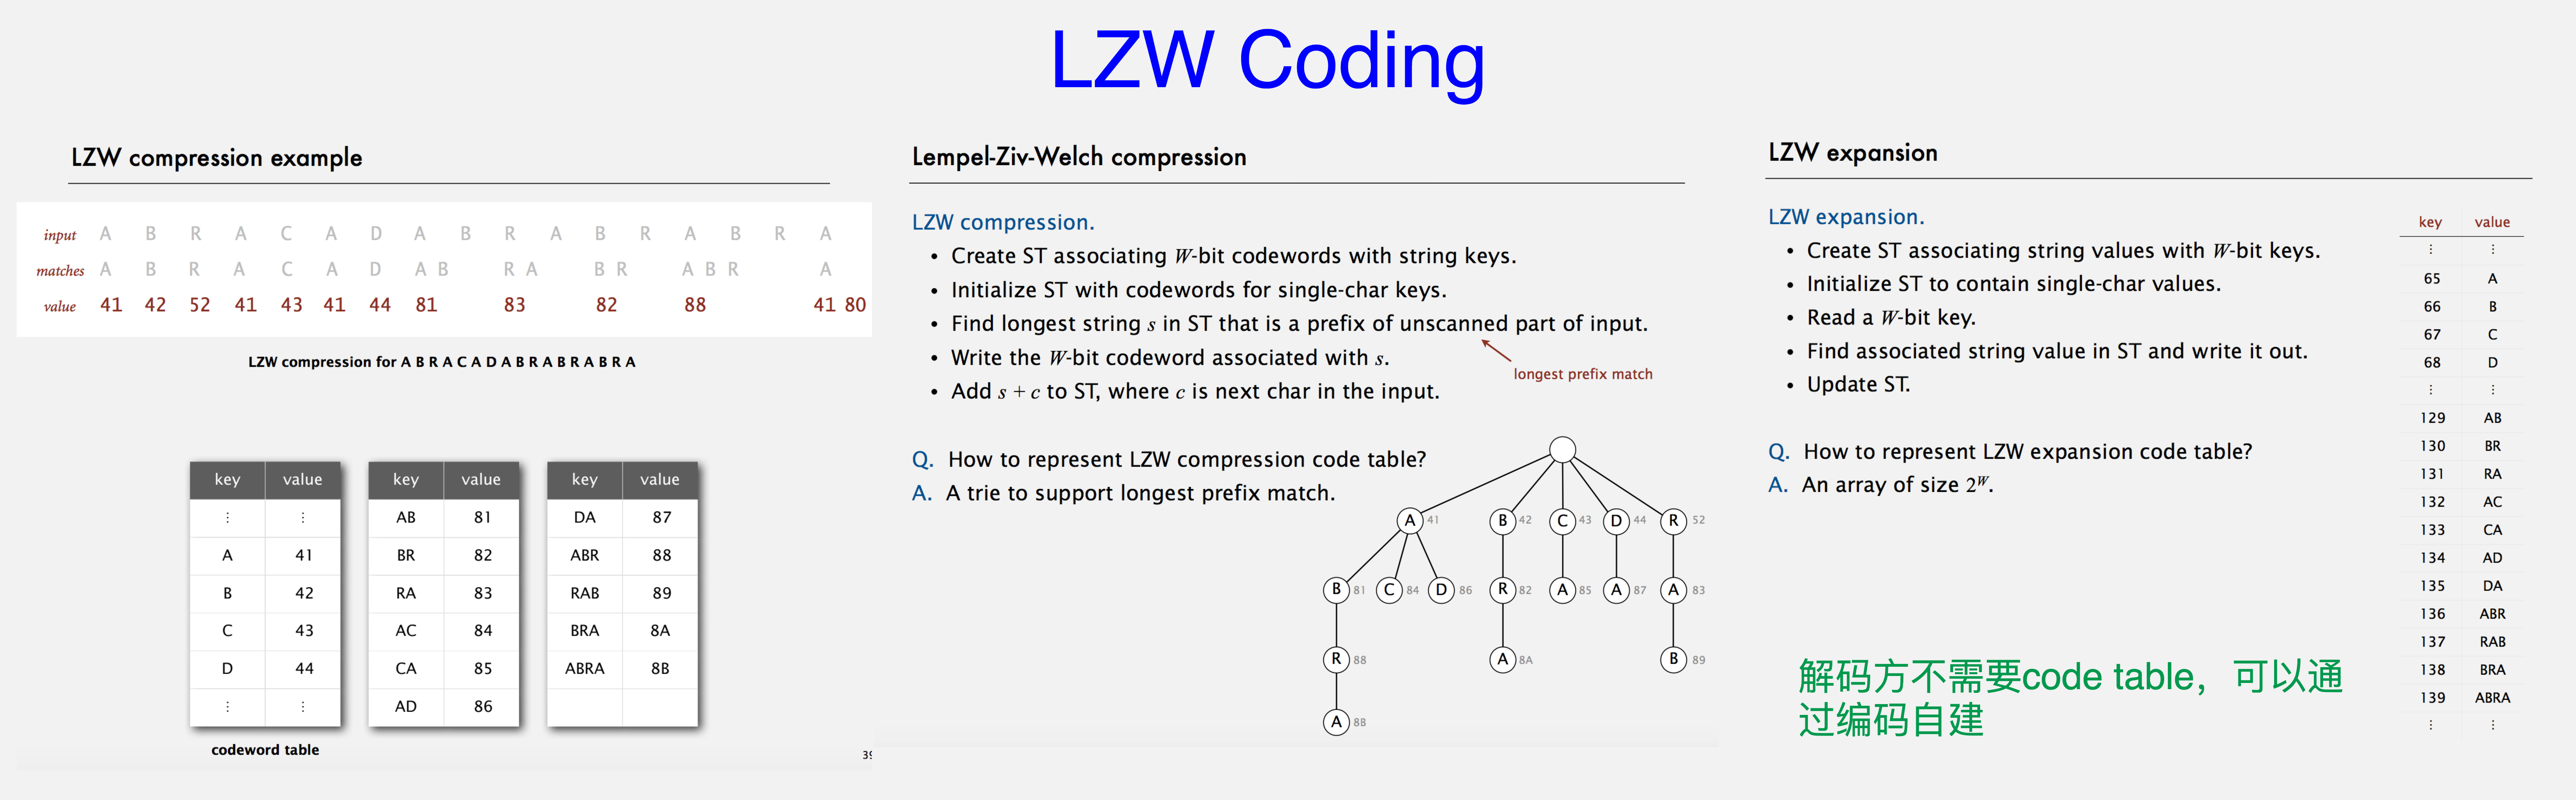 LZW Coding
LZW compression example
input A B R A C A D A B R A B R A B R A
matches A B R A C A D A B R A B R A B R A
value 41 42 52 41 43 41 44 81 83 82 88 41 80
LZW compression for A B R A C A D A B R A B R A B R A
key value
⋮ ⋮
A 41
B 42
C 43
D 44
⋮ ⋮
key value
AB 81
BR 82
RA 83
AC 84
CA 85
AD 86
key value
DA 87
ABR 88
RAB 89
BRA 8A
ABRA 8B
codeword table
39
Lempel-Ziv-Welch compression
LZW compression.
• Create ST associating W-bit codewords with string keys.
• Initialize ST with codewords for single-char keys.
• Find longest string s in ST that is a prefix of unscanned part of input.
• Write the W-bit codeword associated with s.
longest prefix match
• Add s + c to ST, where c is next char in the input.
Q. How to represent LZW compression code table?
A. A trie to support longest prefix match.
A 41 B 42 C 43 D 44 R 52
B 81 C 84 D 86 R 82 A 85 A 87 A 83
R 88 A 8A B 89
A 8B
LZW expansion
LZW expansion.
• Create ST associating string values with W-bit keys.
• Initialize ST to contain single-char values.
• Read a W-bit key.
• Find associated string value in ST and write it out.
• Update ST.
Q. How to represent LZW expansion code table?
A. An array of size 2^W.
key value
⋮ ⋮
65 A
66 B
67 C
68 D
⋮ ⋮
129 AB
130 BR
131 RA
132 AC
133 CA
134 AD
135 DA
136 ABR
137 RAB
138 BRA
139 ABRA
⋮ ⋮
解码方不需要code table，可以通
过编码自建